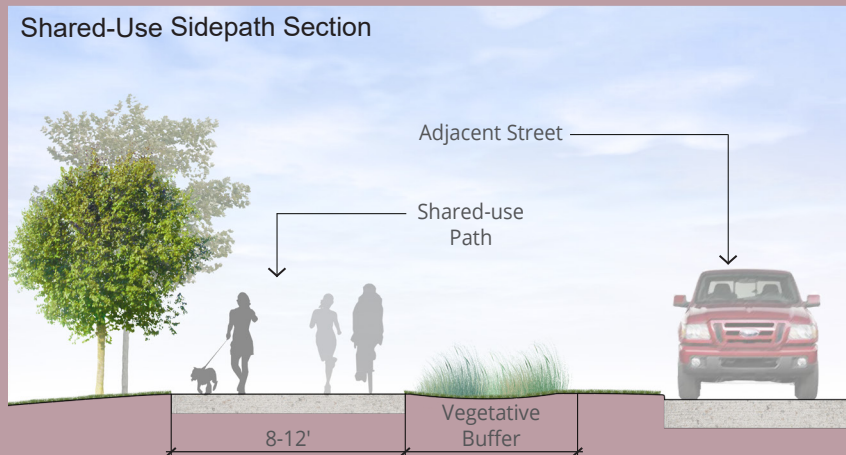 Shared-Use Sidepath Section
Adjacent Street
Shared-use
Path
Vegetative
Buffer
8-12'